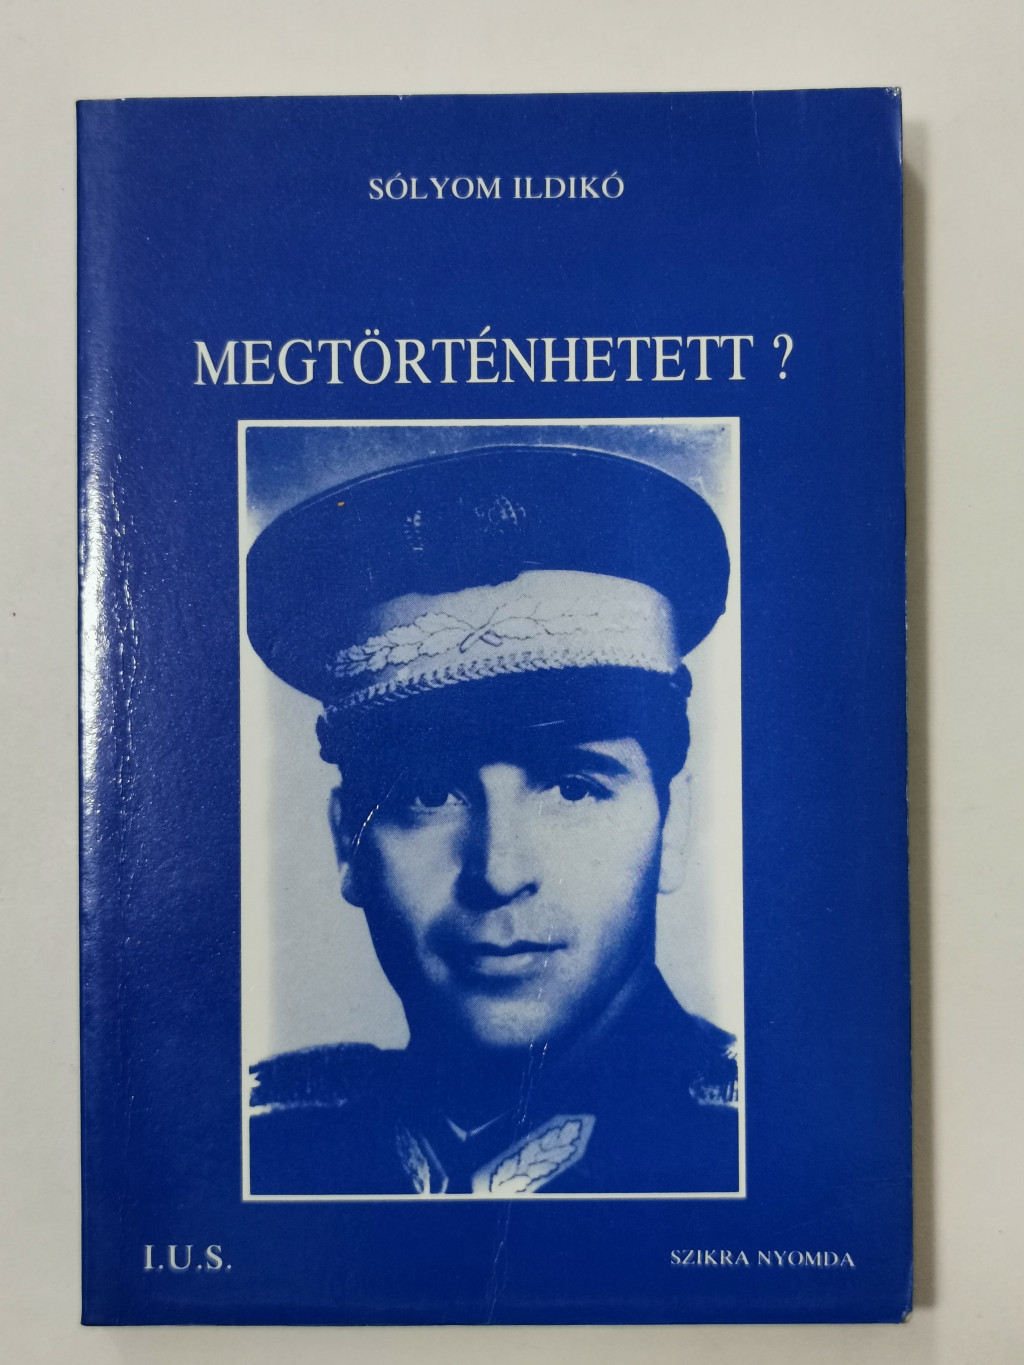 SÓLYOM ILDIKÓ
MEGTÖRTÉNHETETT ?
I.U.S.
SZIKRA NYOMDA